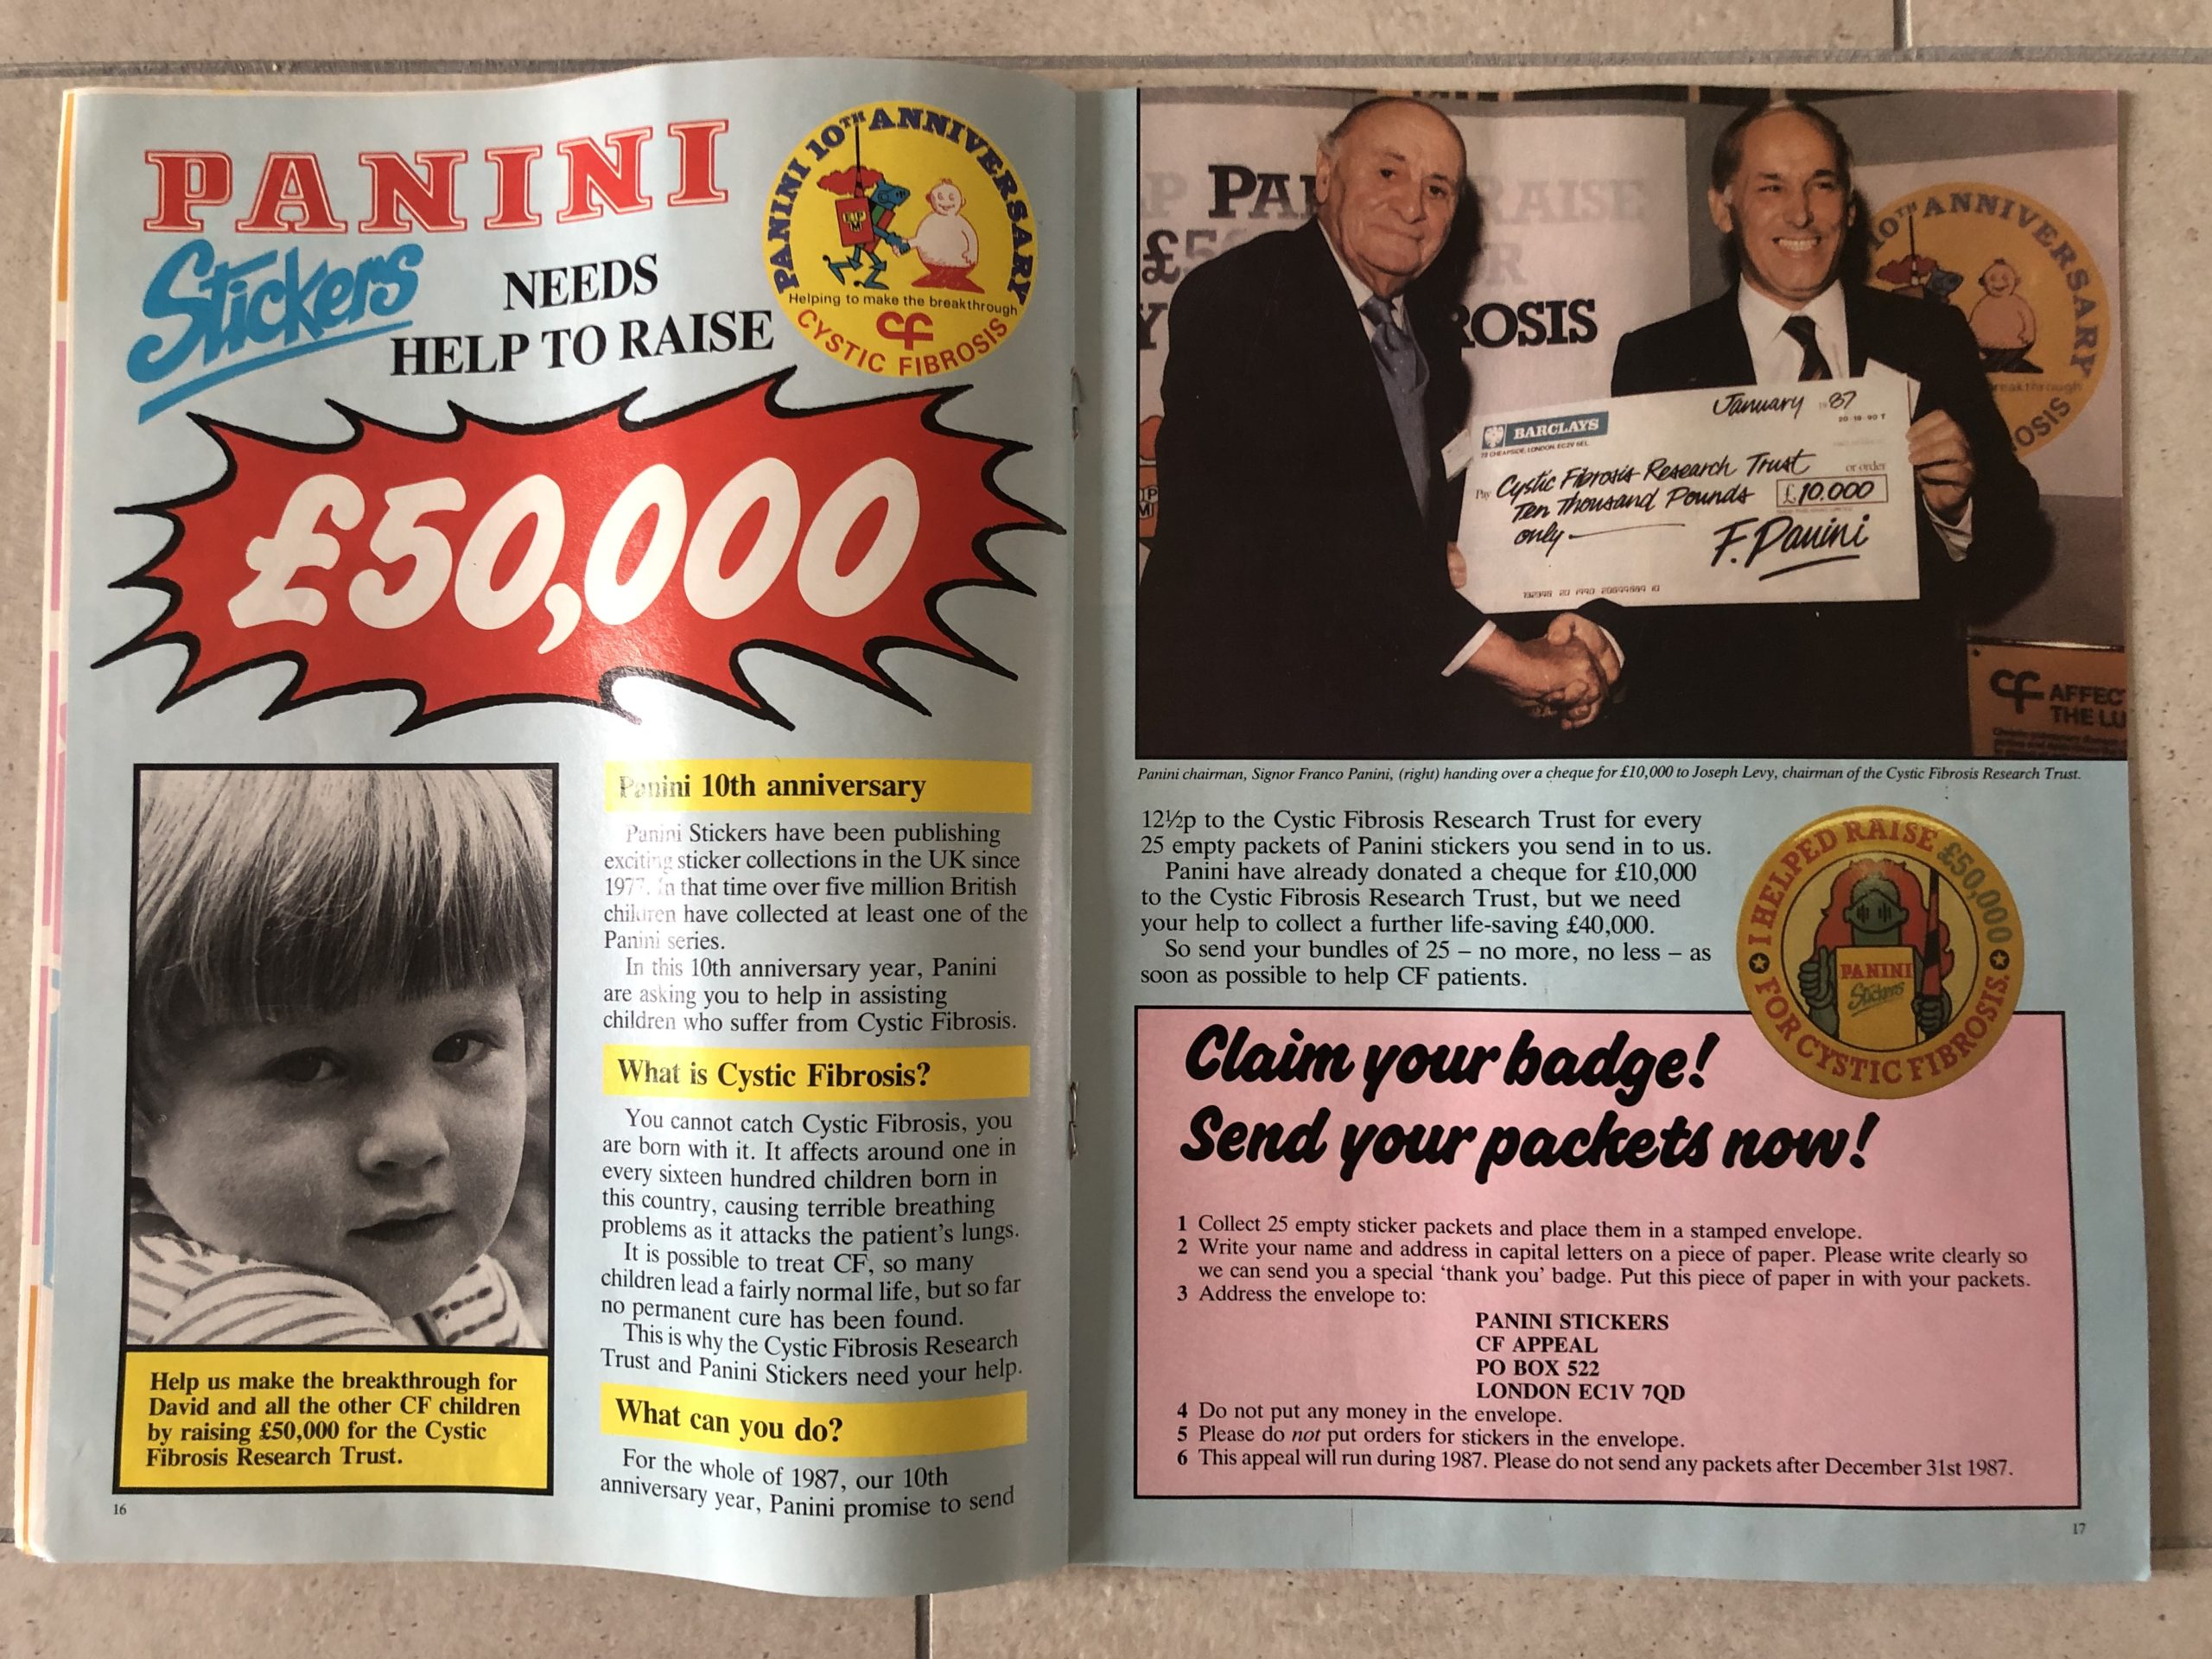 PANINI
Stickers
NEEDS
HELP TO RAISE
PANINI 10TH ANNIVERSARY
Helping to make the breakthrough
cf
CYSTIC FIBROSIS
£50,000
Help us make the breakthrough for
David and all the other CF children
by raising £50,000 for the Cystic
Fibrosis Research Trust.
16
Panini 10th anniversary
Panini Stickers have been publishing
exciting sticker collections in the UK since
1977. In that time over five million British
children have collected at least one of the
Panini series.
In this 10th anniversary year, Panini
are asking you to help in assisting
children who suffer from Cystic Fibrosis.
What is Cystic Fibrosis?
You cannot catch Cystic Fibrosis, you
are born with it. It affects around one in
every sixteen hundred children born in
this country, causing terrible breathing
problems as it attacks the patient's lungs.
It is possible to treat CF, so many
children lead a fairly normal life, but so far
no permanent cure has been found.
This is why the Cystic Fibrosis Research
Trust and Panini Stickers need your help.
What can you do?
For the whole of 1987, our 10th
anniversary year, Panini promise to send
P PA RAISE
£5 OR
Y ROSIS
10TH ANNIVERSARY
breakthrough
OSIS
January 1987
20-19-90 T
BARCLAYS
73 CHEAPSIDE, LONDON, EC2V 6EL
Pay Cystic Fibrosis Research Trust or order
Ten Thousand Pounds £10.000
only
F. Panini
cf AFFEC
THE LU
Panini chairman, Signor Franco Panini, (right) handing over a cheque for £10,000 to Joseph Levy, chairman of the Cystic Fibrosis Research Trust.
12½p to the Cystic Fibrosis Research Trust for every
25 empty packets of Panini stickers you send in to us.
Panini have already donated a cheque for £10,000
to the Cystic Fibrosis Research Trust, but we need
your help to collect a further life-saving £40,000.
So send your bundles of 25 – no more, no less – as
soon as possible to help CF patients.
I HELPED RAISE £50,000
PANINI
Stickers
FOR CYSTIC FIBROSIS.
Claim your badge!
Send your packets now!
1 Collect 25 empty sticker packets and place them in a stamped envelope.
2 Write your name and address in capital letters on a piece of paper. Please write clearly so
we can send you a special 'thank you' badge. Put this piece of paper in with your packets.
3 Address the envelope to:
PANINI STICKERS
CF APPEAL
PO BOX 522
LONDON EC1V 7QD
4 Do not put any money in the envelope.
5 Please do not put orders for stickers in the envelope.
6 This appeal will run during 1987. Please do not send any packets after December 31st 1987.
17